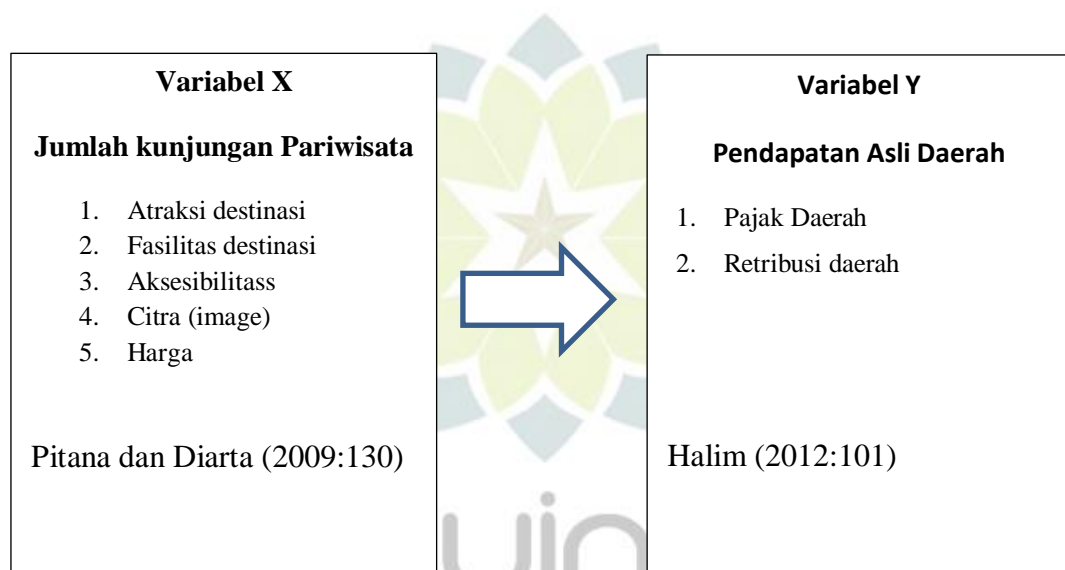 Variabel X
Jumlah kunjungan Pariwisata
1. Atraksi destinasi
2. Fasilitas destinasi
3. Aksesibilitass
4. Citra (image)
5. Harga
Pitana dan Diarta (2009:130)
Variabel Y
Pendapatan Asli Daerah
1. Pajak Daerah
2. Retribusi daerah
Halim (2012:101)
uin